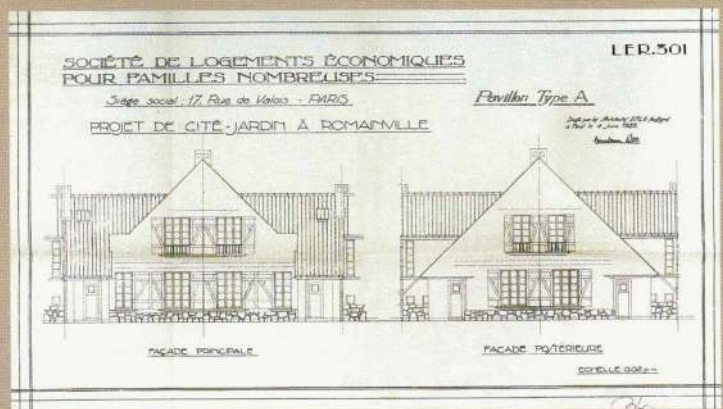 LER.301
SOCIÉTÉ DE LOGEMENTS ÉCONOMIQUES
POUR FAMILLES NOMBREUSES
Siège social : 17, Rue de Valois - PARIS
Pavillon Type A
PROJET DE CITÉ-JARDIN À ROMAINVILLE
FAÇADE PRINCIPALE
FAÇADE POSTÉRIEURE